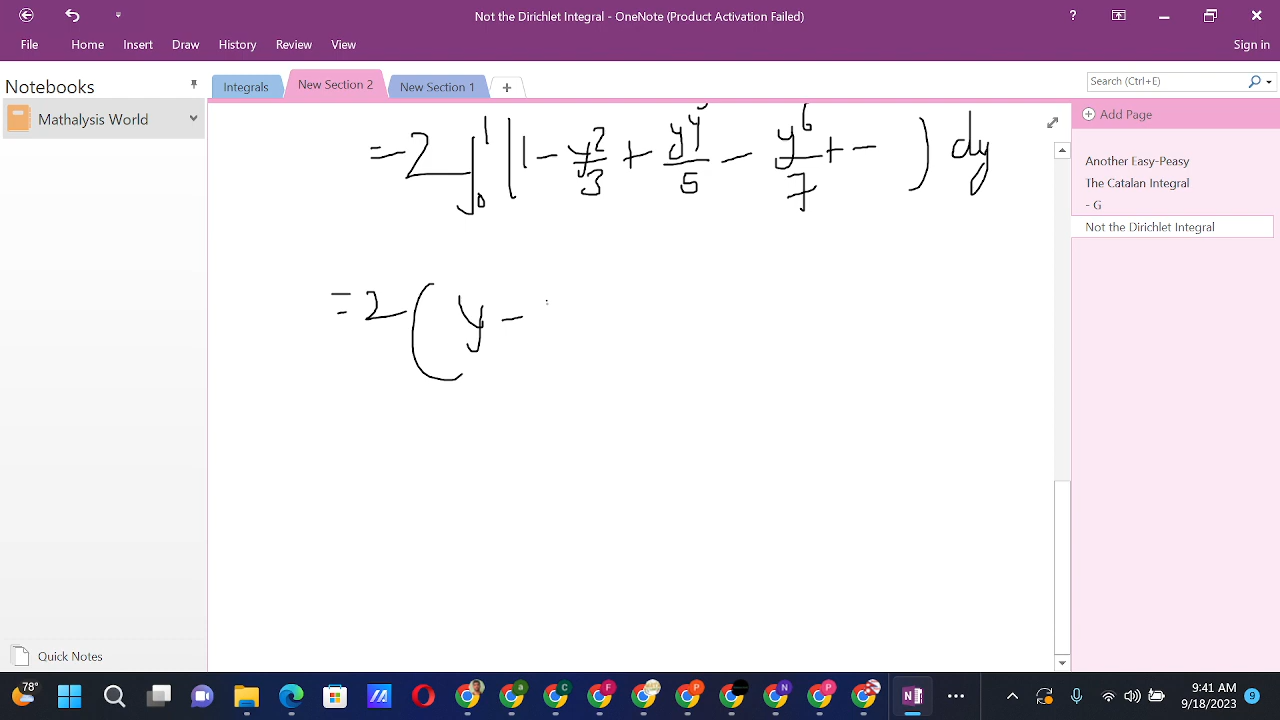 Not the Dirichlet Integral - OneNote (Product Activation Failed)
File Home Insert Draw History Review View
Sign in
Notebooks
Integrals New Section 2 New Section 1 +
Search (Ctrl+E)
Mathalysis World
Add Page
Another Easy-Peasy
The Catalan Integral
- G
Not the Dirichlet Integral
= 2 ∫₀¹ (1 - y²/3 + y⁴/5 - y⁶/7 + - ) dy
= 2 ( y -
Quick Notes
78°
9:41 AM
9/18/2023